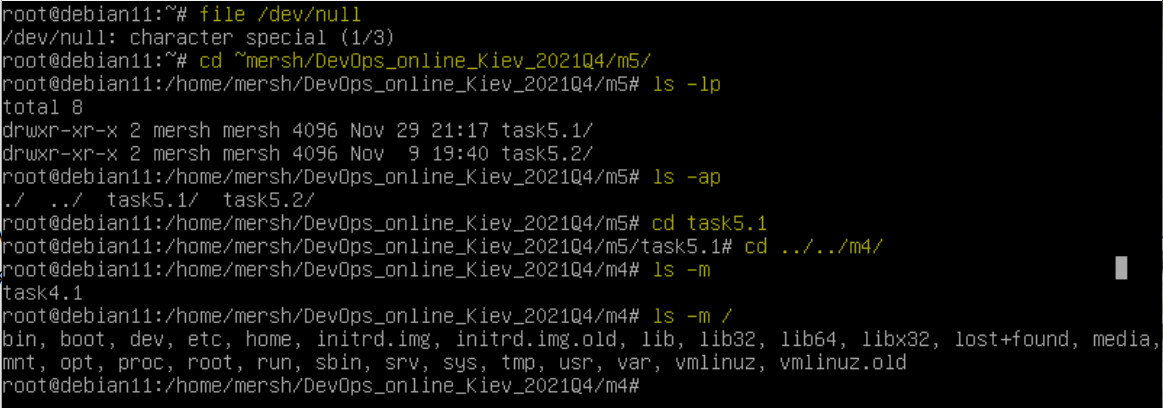 root@debian11:~# file /dev/null
/dev/null: character special (1/3)
root@debian11:~# cd ~mersh/DevOps_online_Kiev_2021Q4/m5/
root@debian11:/home/mersh/DevOps_online_Kiev_2021Q4/m5# ls -lp
total 8
drwxr-xr-x 2 mersh mersh 4096 Nov 29 21:17 task5.1/
drwxr-xr-x 2 mersh mersh 4096 Nov  9 19:40 task5.2/
root@debian11:/home/mersh/DevOps_online_Kiev_2021Q4/m5# ls -ap
./  ../  task5.1/  task5.2/
root@debian11:/home/mersh/DevOps_online_Kiev_2021Q4/m5# cd task5.1
root@debian11:/home/mersh/DevOps_online_Kiev_2021Q4/m5/task5.1# cd ../../m4/
root@debian11:/home/mersh/DevOps_online_Kiev_2021Q4/m4# ls -m
task4.1
root@debian11:/home/mersh/DevOps_online_Kiev_2021Q4/m4# ls -m /
bin, boot, dev, etc, home, initrd.img, initrd.img.old, lib, lib32, lib64, libx32, lost+found, media,
mnt, opt, proc, root, run, sbin, srv, sys, tmp, usr, var, vmlinuz, vmlinuz.old
root@debian11:/home/mersh/DevOps_online_Kiev_2021Q4/m4#